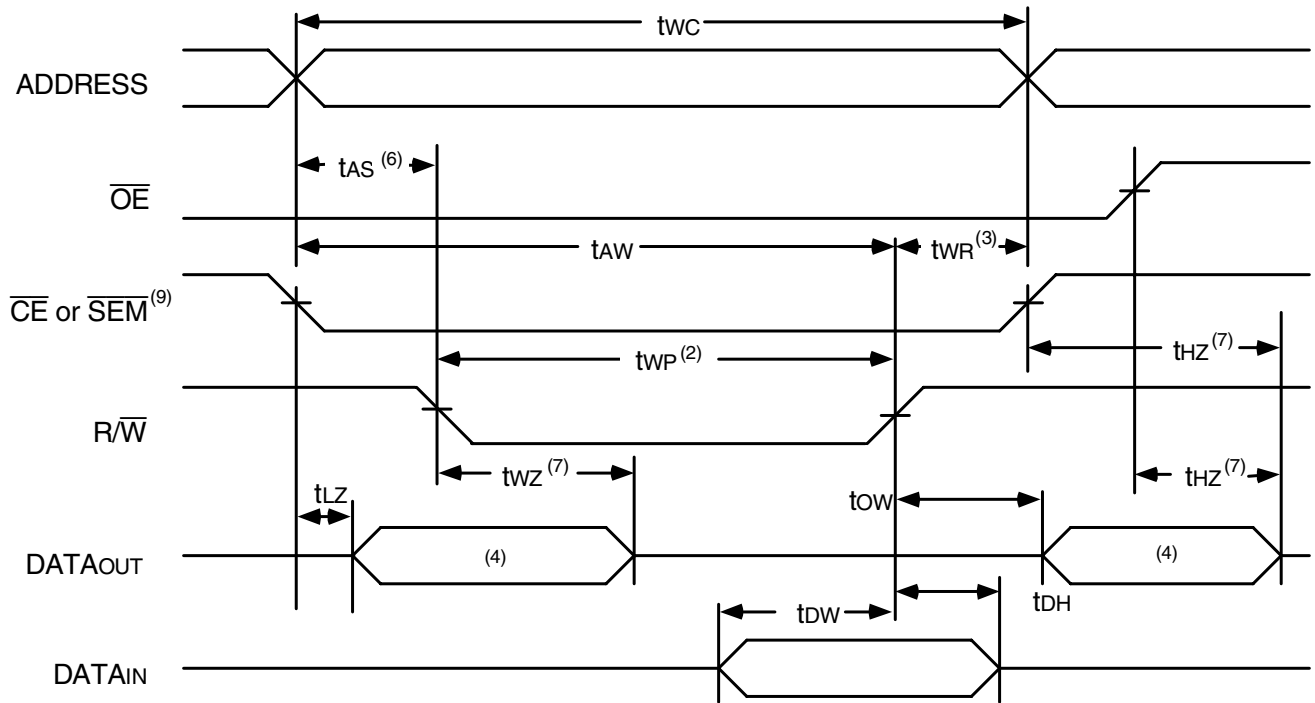 tWC
ADDRESS
tAS (6)
OE
tAW
tWR (3)
CE or SEM (9)
tWP (2)
tHZ (7)
R/W
tWZ (7)
tHZ (7)
tLZ
tOW
DATAOUT
(4)
(4)
tDW
tDH
DATAIN